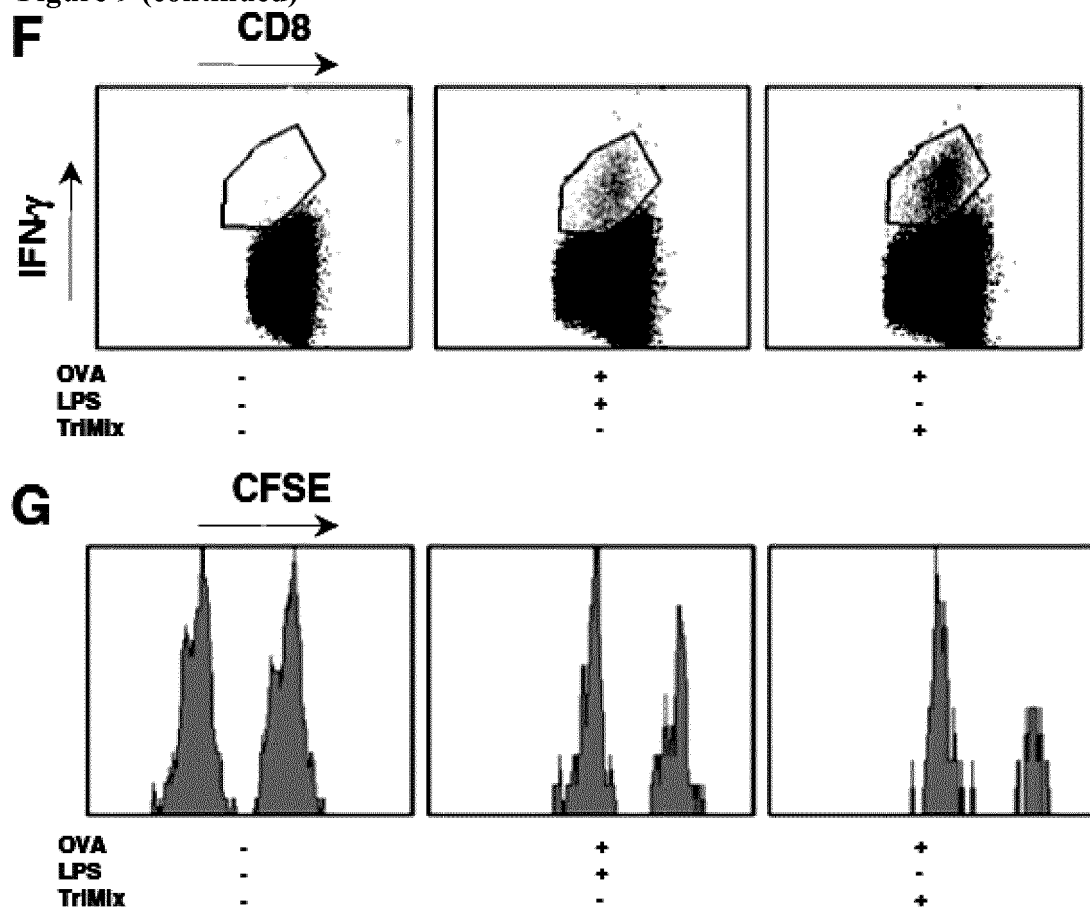 Figure 9 (continued)
F
CD8
IFNγ
OVA - + +
LPS - + -
TriMix - - +
G
CFSE
OVA - + +
LPS - + -
TriMix - - +